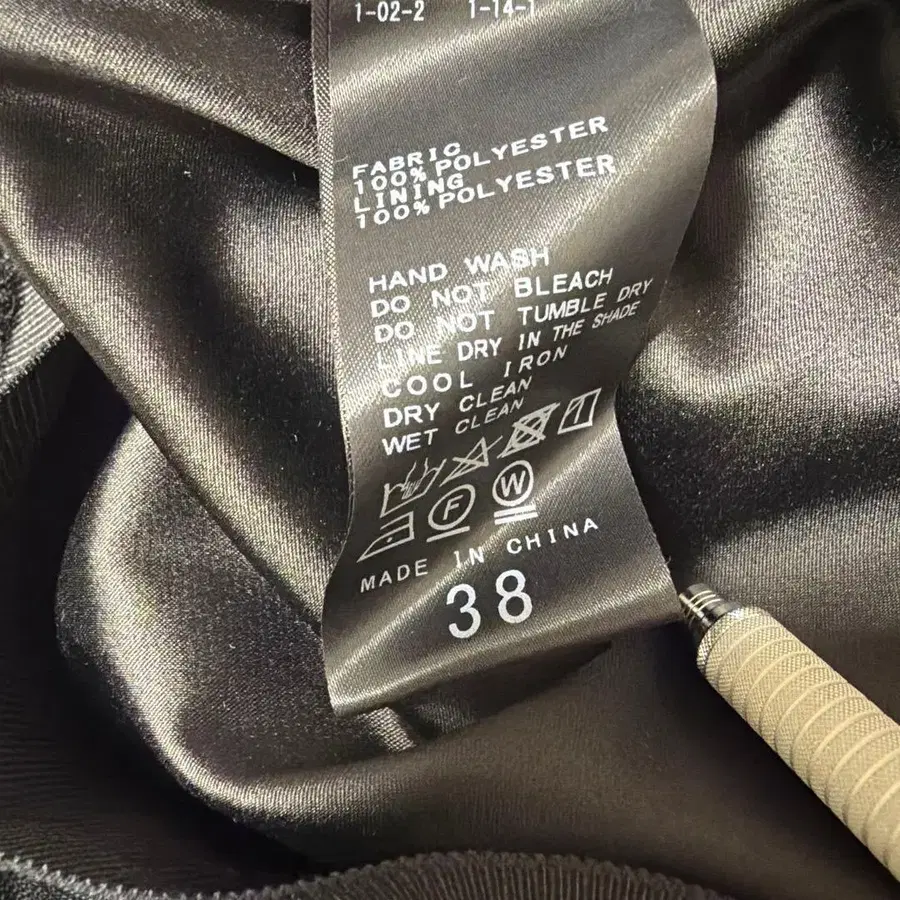 1-02-2 1-14-1
FABRIC
100% POLYESTER
LINING
100% POLYESTER
HAND WASH
DO NOT BLEACH
DO NOT TUMBLE DRY
LINE DRY IN THE SHADE
COOL IRON
DRY CLEAN
WET CLEAN
F W
MADE IN CHINA
38